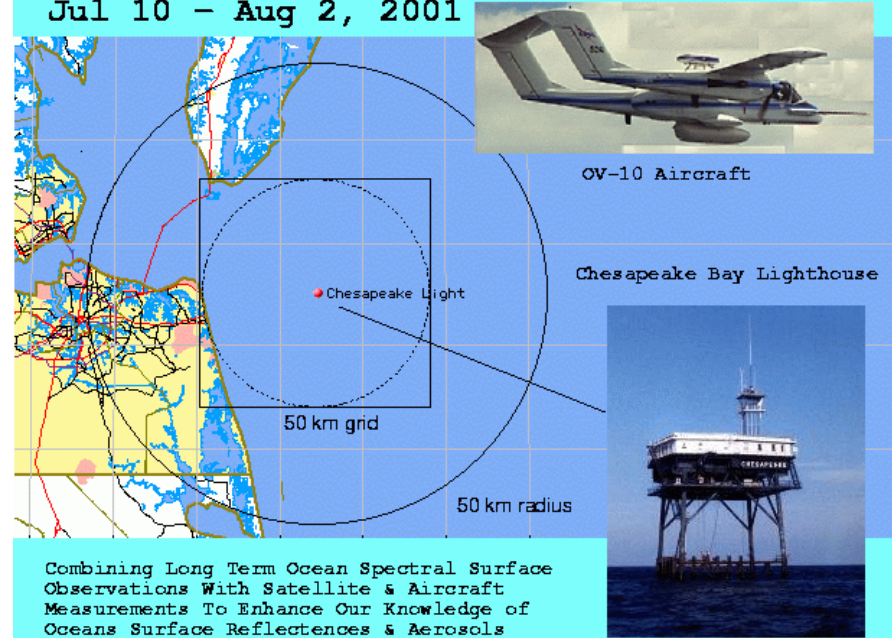 Jul 10 - Aug 2, 2001
OV-10 Aircraft
Chesapeake Bay Lighthouse
Chesapeake Light
50 km grid
50 km radius
CHESAPEAKE
Combining Long Term Ocean Spectral Surface
Observations With Satellite & Aircraft
Measurements To Enhance Our Knowledge of
Oceans Surface Reflectences & Aerosols